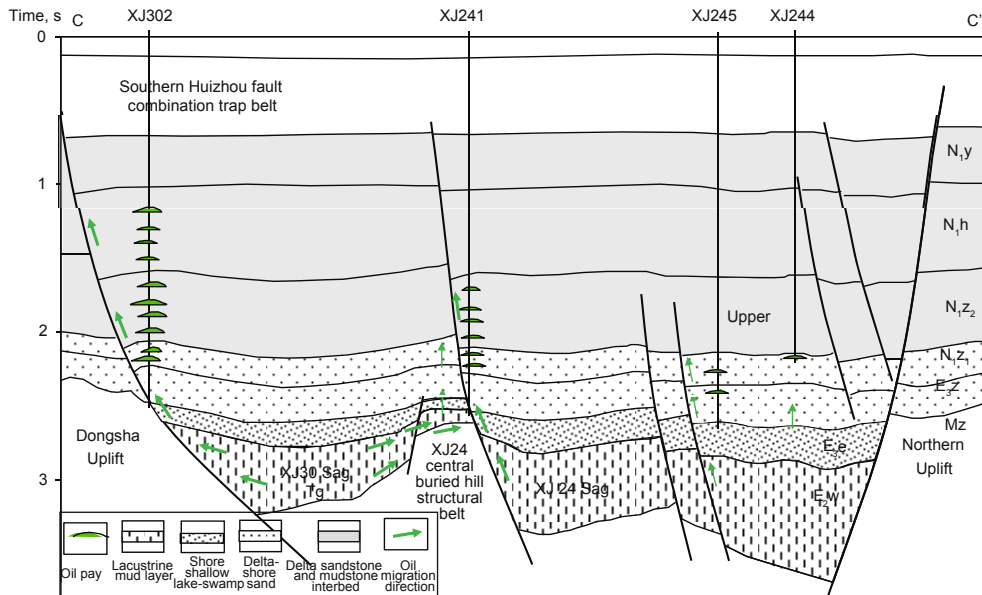 Time, s
C
XJ302
XJ241
XJ245
XJ244
C'
0
1
2
3
Southern Huizhou fault
combination trap belt
N₁y
N₁h
N₁z₂
Upper
N₁z₁
E₃z
Mz
Northern
Uplift
E₃e
E₂w
Dongsha
Uplift
XJ30 Sag
Tg
XJ24
central
buried hill
structural
belt
XJ 24 Sag
Oil pay
Lacustrine
mud layer
Shore
shallow
lake-swamp
Delta-
shore
sand
Delta sandstone
and mudstone
interbed
Oil
migration
direction